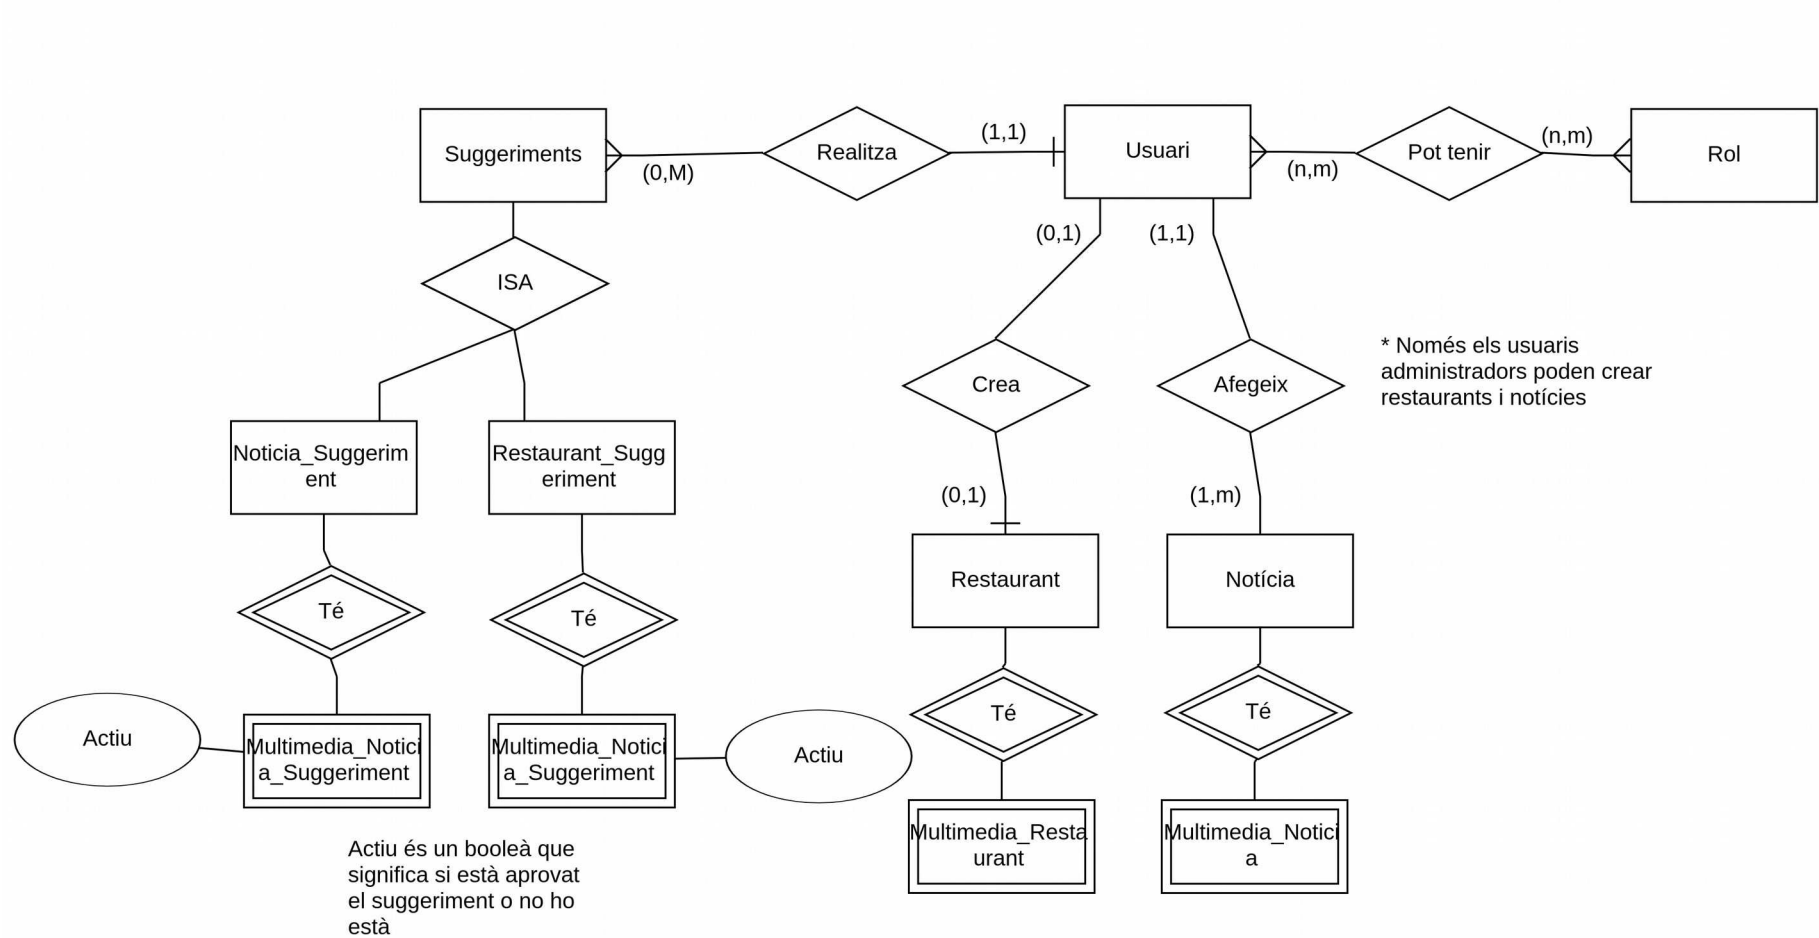 Suggeriments
(0,M)
Realitza
(1,1)
Usuari
(n,m)
Pot tenir
(n,m)
Rol
(0,1)
(1,1)
ISA
Crea
Afegeix
* Només els usuaris
administradors poden crear
restaurants i notícies
Noticia_Suggerim
ent
Restaurant_Sugg
eriment
(0,1)
(1,m)
Restaurant
Notícia
Té
Té
Té
Té
Actiu
Multimedia_Notici
a_Suggeriment
Multimedia_Notici
a_Suggeriment
Actiu
Multimedia_Resta
urant
Multimedia_Notici
a
Actiu és un booleà que
significa si està aprovat
el suggeriment o no ho
està